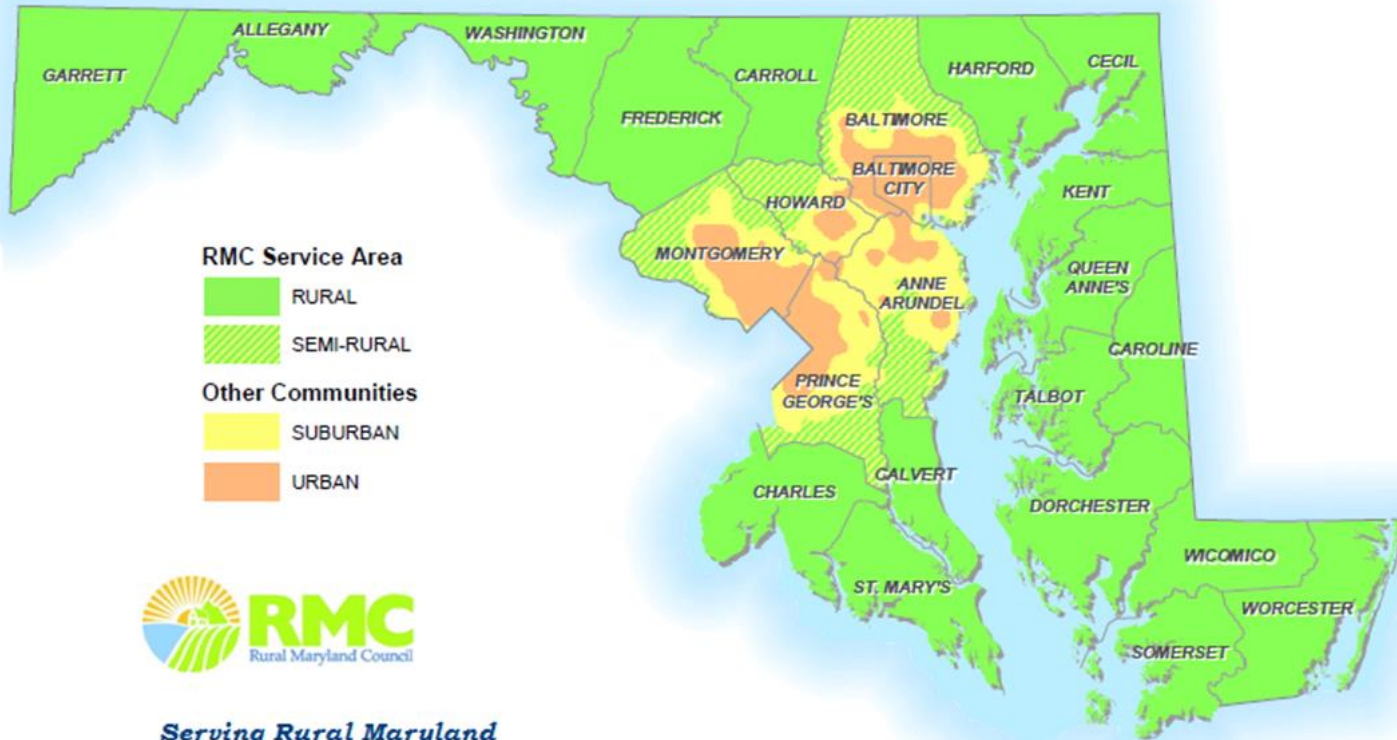 ALLEGANY
WASHINGTON
GARRETT
CARROLL
HARFORD
CECIL
FREDERICK
BALTIMORE
BALTIMORE
CITY
KENT
HOWARD
MONTGOMERY
QUEEN
ANNE'S
ANNE
ARUNDEL
CAROLINE
TALBOT
PRINCE
GEORGE'S
CALVERT
CHARLES
DORCHESTER
ST. MARY'S
WICOMICO
WORCESTER
SOMERSET
RMC Service Area
RURAL
SEMI-RURAL
Other Communities
SUBURBAN
URBAN
RMC
Rural Maryland Council
Serving Rural Maryland